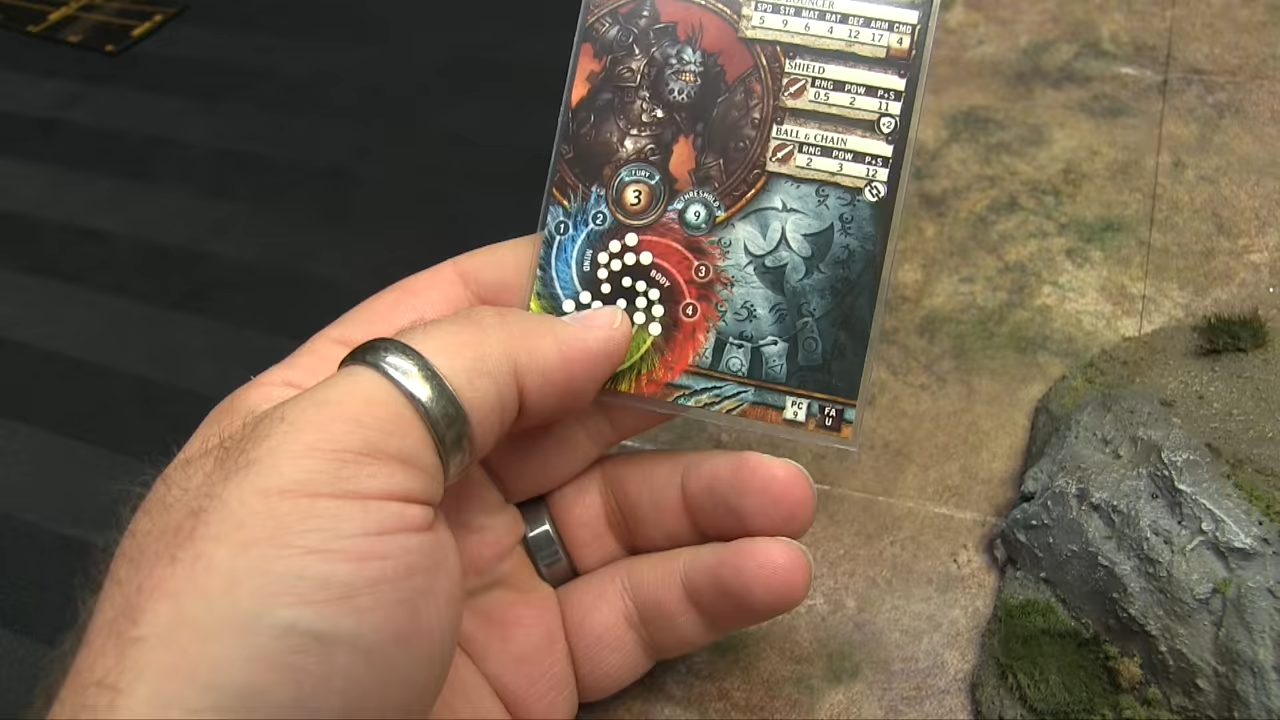 BOUNCER
SPD STR MAT RAT DEF ARM CMD
5 9 6 4 12 17 4
SHIELD
RNG POW P+S
0.5 2 11
+2
BALL & CHAIN
RNG POW P+S
2 3 12
FURY
3
THRESHOLD
9
1
2
MIND
BODY
3
4
PC
9
FA
U